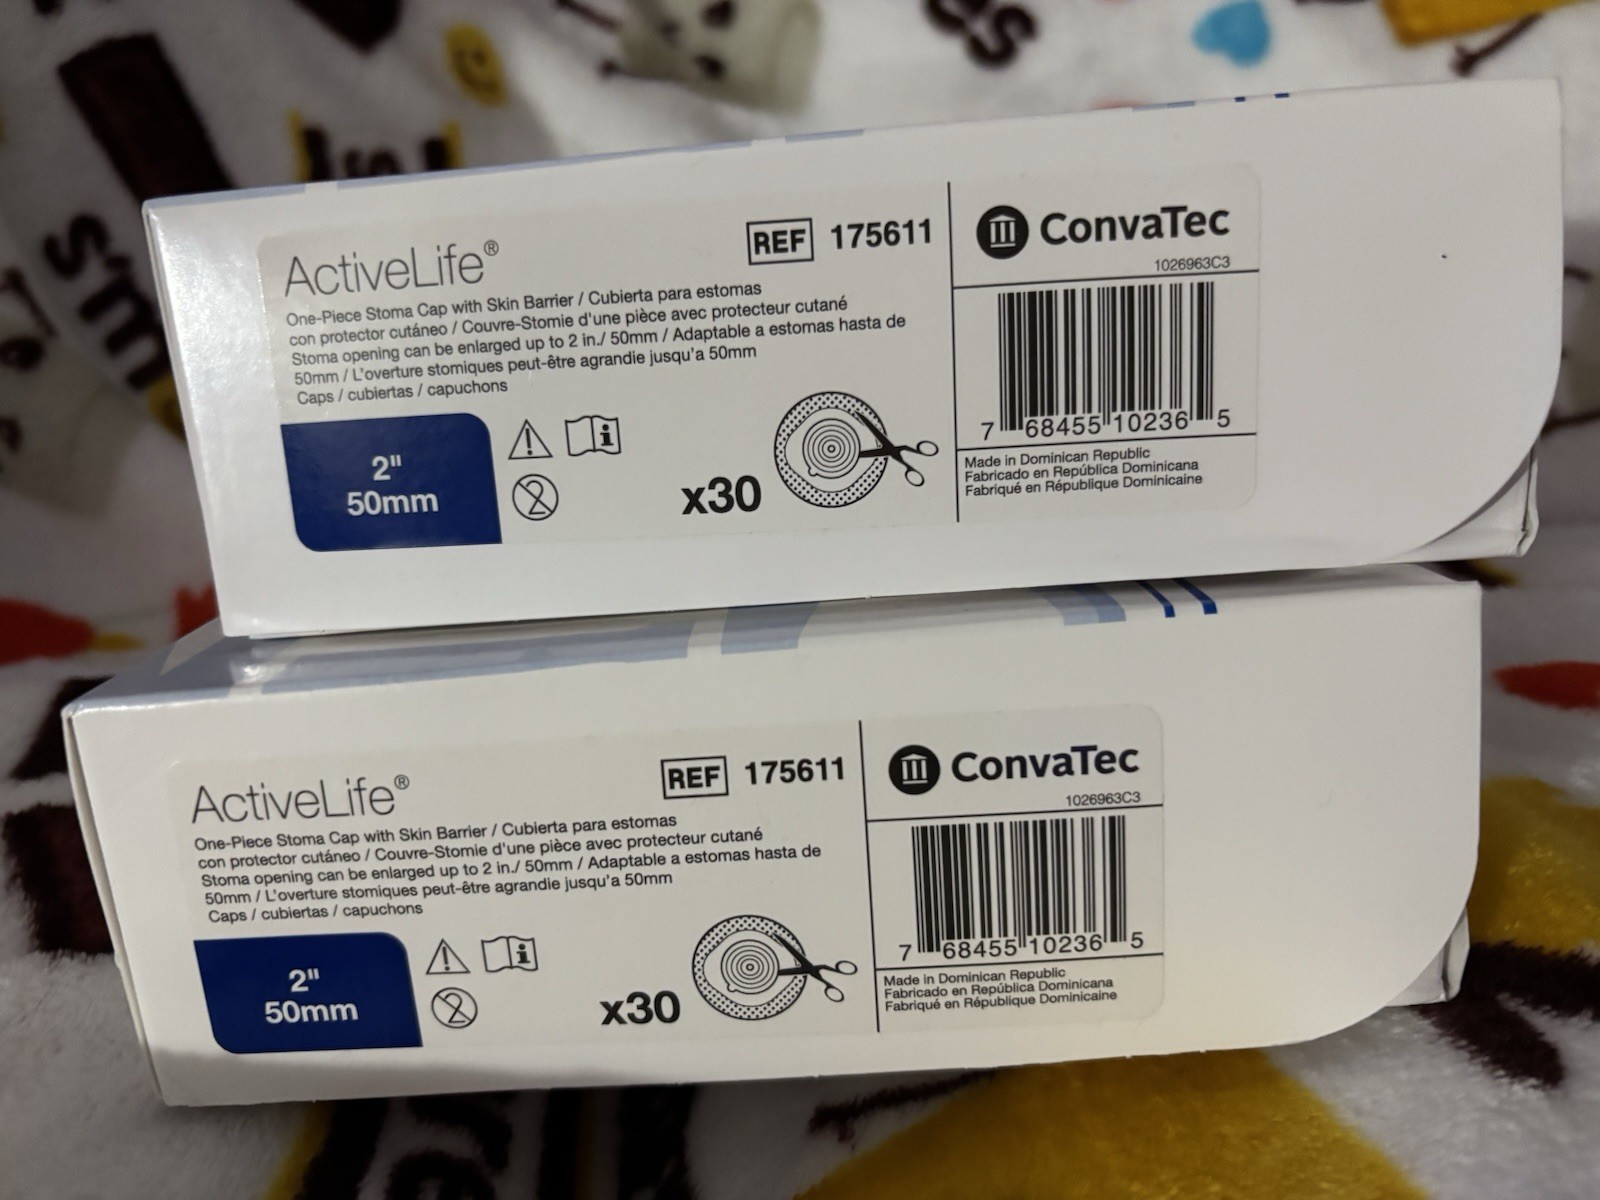 ActiveLife®
REF 175611
One-Piece Stoma Cap with Skin Barrier / Cubierta para estomas
con protector cutáneo / Couvre-Stomie d'une pièce avec protecteur cutané
Stoma opening can be enlarged up to 2 in./ 50mm / Adaptable a estomas hasta de
50mm / L'overture stomiques peut-être agrandie jusqu'a 50mm
Caps / cubiertas / capuchons
2"
50mm
2
x30
ConvaTec
1026963C3
7 68455 10236 5
Made in Dominican Republic
Fabricado en República Dominicana
Fabriqué en République Dominicaine
ActiveLife®
REF 175611
One-Piece Stoma Cap with Skin Barrier / Cubierta para estomas
con protector cutáneo / Couvre-Stomie d'une pièce avec protecteur cutané
Stoma opening can be enlarged up to 2 in./ 50mm / Adaptable a estomas hasta de
50mm / L'overture stomiques peut-être agrandie jusqu'a 50mm
Caps / cubiertas / capuchons
2"
50mm
2
x30
ConvaTec
1026963C3
7 68455 10236 5
Made in Dominican Republic
Fabricado en República Dominicana
Fabriqué en République Dominicaine